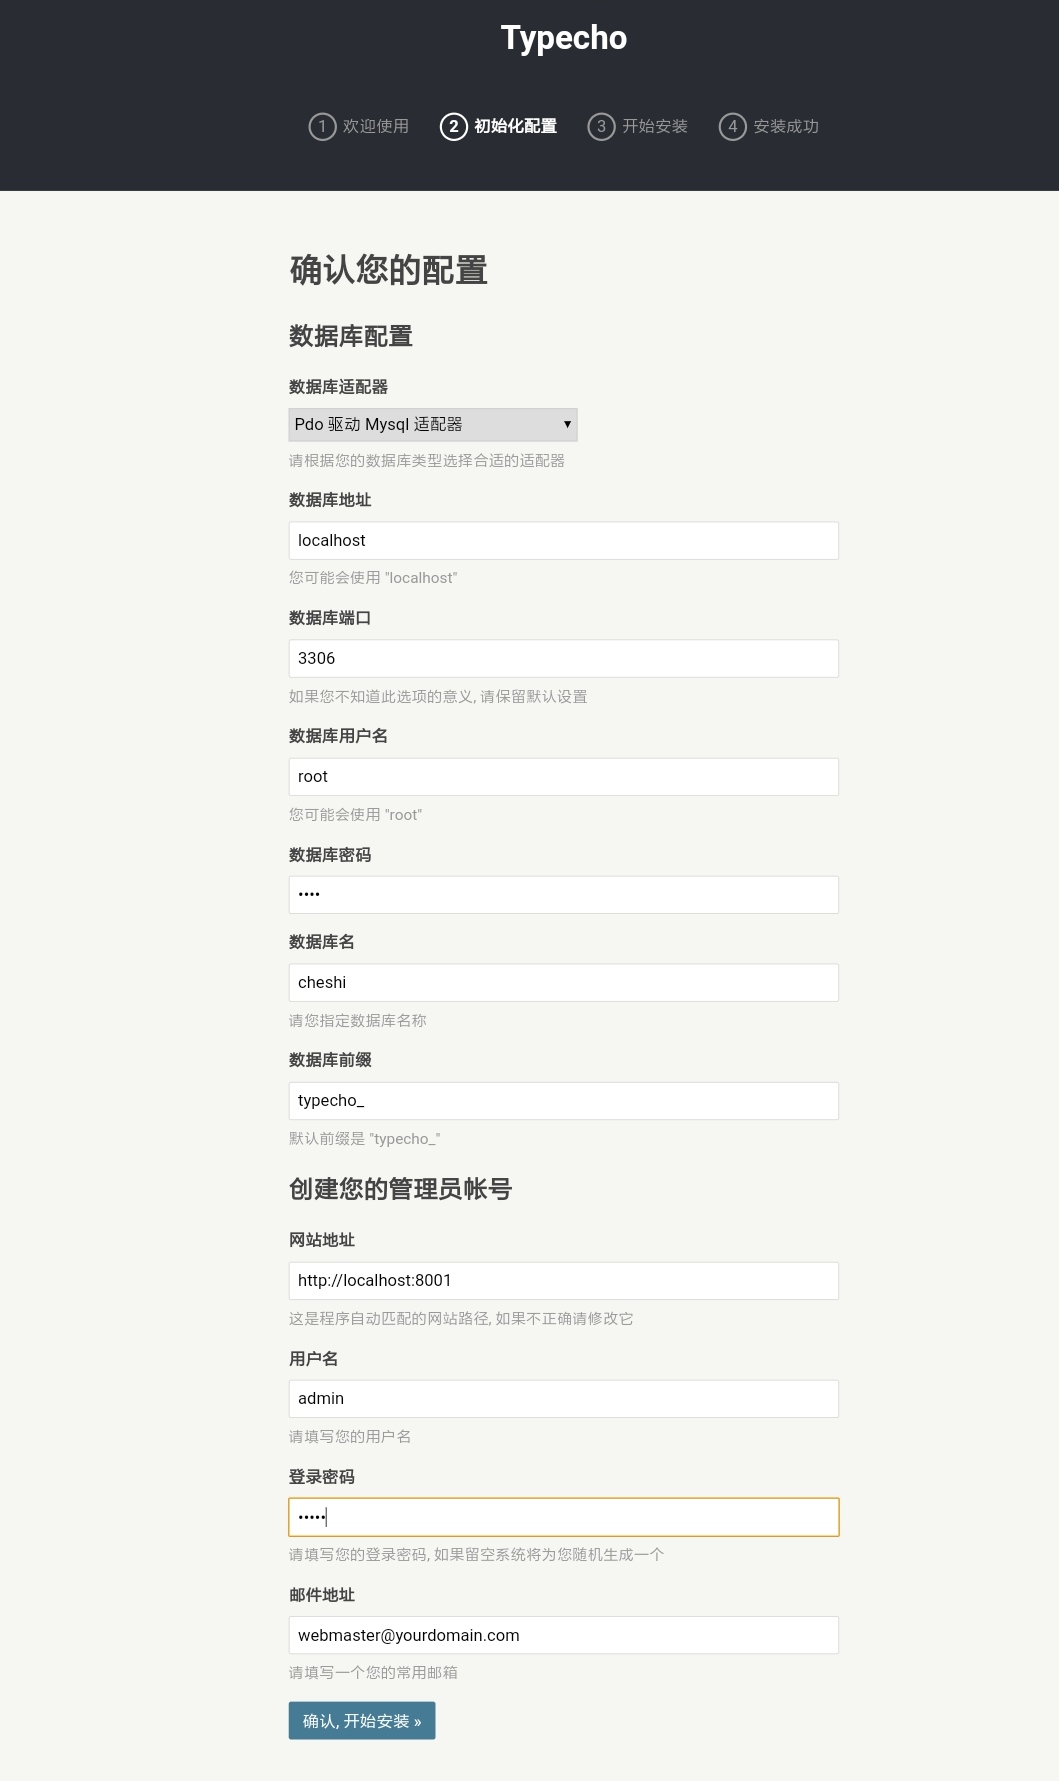 Typecho
1 欢迎使用 2 初始化配置 3 开始安装 4 安装成功
确认您的配置
数据库配置
数据库适配器
Pdo 驱动 Mysql 适配器
请根据您的数据库类型选择合适的适配器
数据库地址
localhost
您可能会使用 "localhost"
数据库端口
3306
如果您不知道此选项的意义, 请保留默认设置
数据库用户名
root
您可能会使用 "root"
数据库密码
••••
数据库名
cheshi
请您指定数据库名称
数据库前缀
typecho_
默认前缀是 "typecho_"
创建您的管理员帐号
网站地址
http://localhost:8001
这是程序自动匹配的网站路径, 如果不正确请修改它
用户名
admin
请填写您的用户名
登录密码
•••••
请填写您的登录密码, 如果留空系统将为您随机生成一个
邮件地址
webmaster@yourdomain.com
请填写一个您的常用邮箱
确认, 开始安装 »